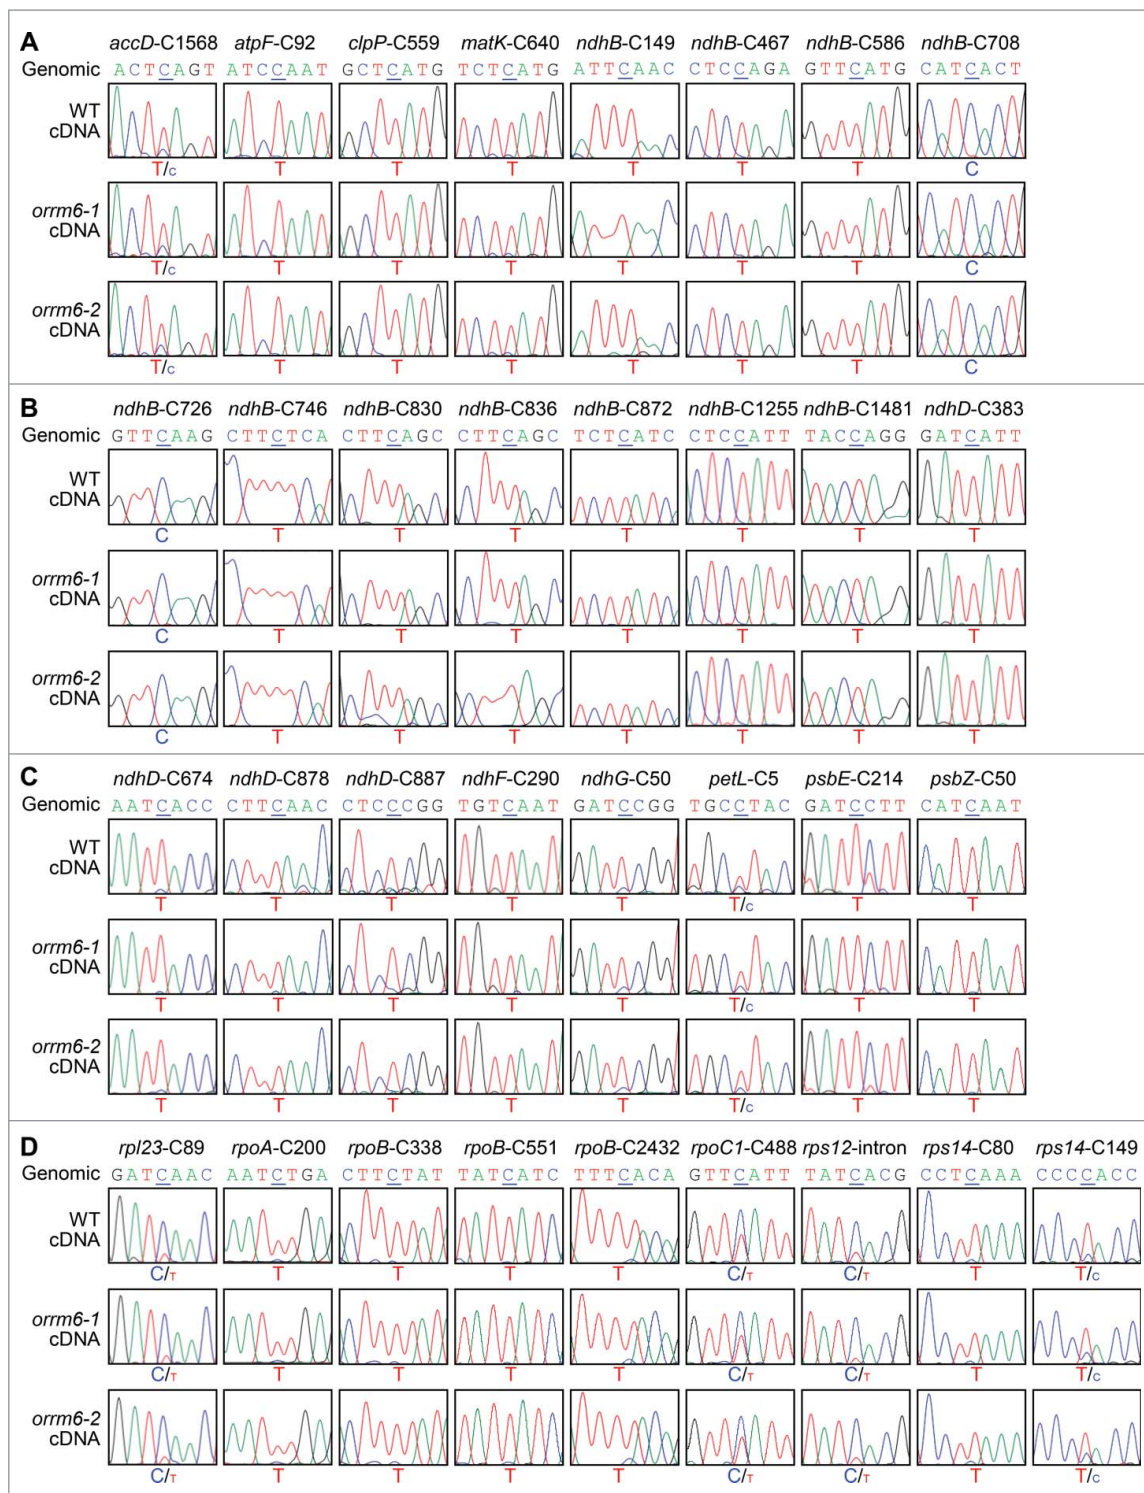 A accD-C1568 atpF-C92 clpP-C559 matK-C640 ndhB-C149 ndhB-C467 ndhB-C586 ndhB-C708
Genomic ACTCAGT ATCCAAT GCTCATG TCTCATG ATTCAAC CTCCAGA GTTCATG CATCACT
WT
cDNA
T/c T T T T T T C
orrm6-1
cDNA
T/c T T T T T T C
orrm6-2
cDNA
T/c T T T T T T C
B ndhB-C726 ndhB-C746 ndhB-C830 ndhB-C836 ndhB-C872 ndhB-C1255 ndhB-C1481 ndhD-C383
Genomic GTTCAAG CTTCTCA CTTCAGC CTTCAGC TCTCATC CTCCATT TACCAGG GATCATT
WT
cDNA
C T T T T T T T
orrm6-1
cDNA
C T T T T T T T
orrm6-2
cDNA
C T T T T T T T
C ndhD-C674 ndhD-C878 ndhD-C887 ndhF-C290 ndhG-C50 petL-C5 psbE-C214 psbZ-C50
Genomic AATCACC CTTCAAC CTCCCGG TGTCAAT GATCCGG TGCCTAC GATCCTT CATCAAT
WT
cDNA
T T T T T T/c T T
orrm6-1
cDNA
T T T T T T/c T T
orrm6-2
cDNA
T T T T T T/c T T
D rpl23-C89 rpoA-C200 rpoB-C338 rpoB-C551 rpoB-C2432 rpoC1-C488 rps12-intron rps14-C80 rps14-C149
Genomic GATCAAC AATCTGA CTTCTAT TATCATC TTTCACA GTTCATT TATCACG CCTCAAA CCCCACC
WT
cDNA
C/T T T T T C/T C/T T T/c
orrm6-1
cDNA
C/T T T T T C/T C/T T T/c
orrm6-2
cDNA
C/T T T T T C/T C/T T T/c